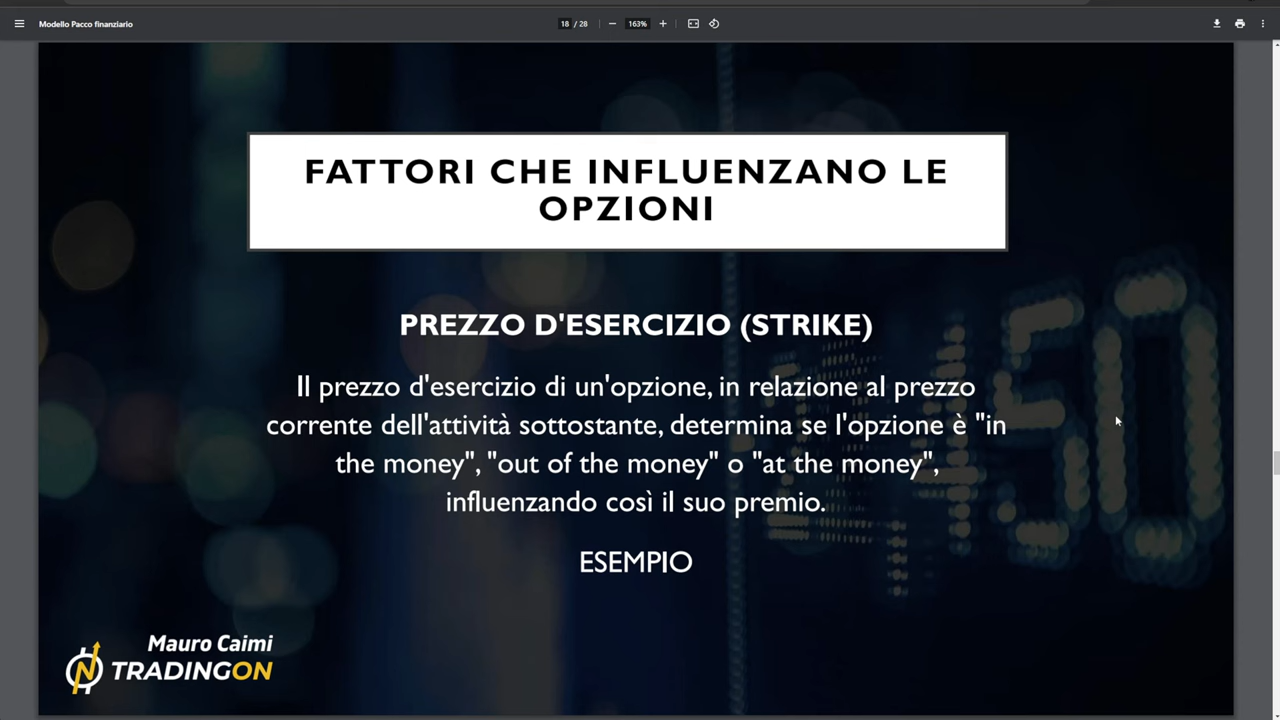 Modello Pacco finanziario
18 / 28
163%
FATTORI CHE INFLUENZANO LE
OPZIONI
PREZZO D'ESERCIZIO (STRIKE)
Il prezzo d'esercizio di un'opzione, in relazione al prezzo
corrente dell'attività sottostante, determina se l'opzione è "in
the money", "out of the money" o "at the money",
influenzando così il suo premio.
ESEMPIO
Mauro Caimi
TRADINGON